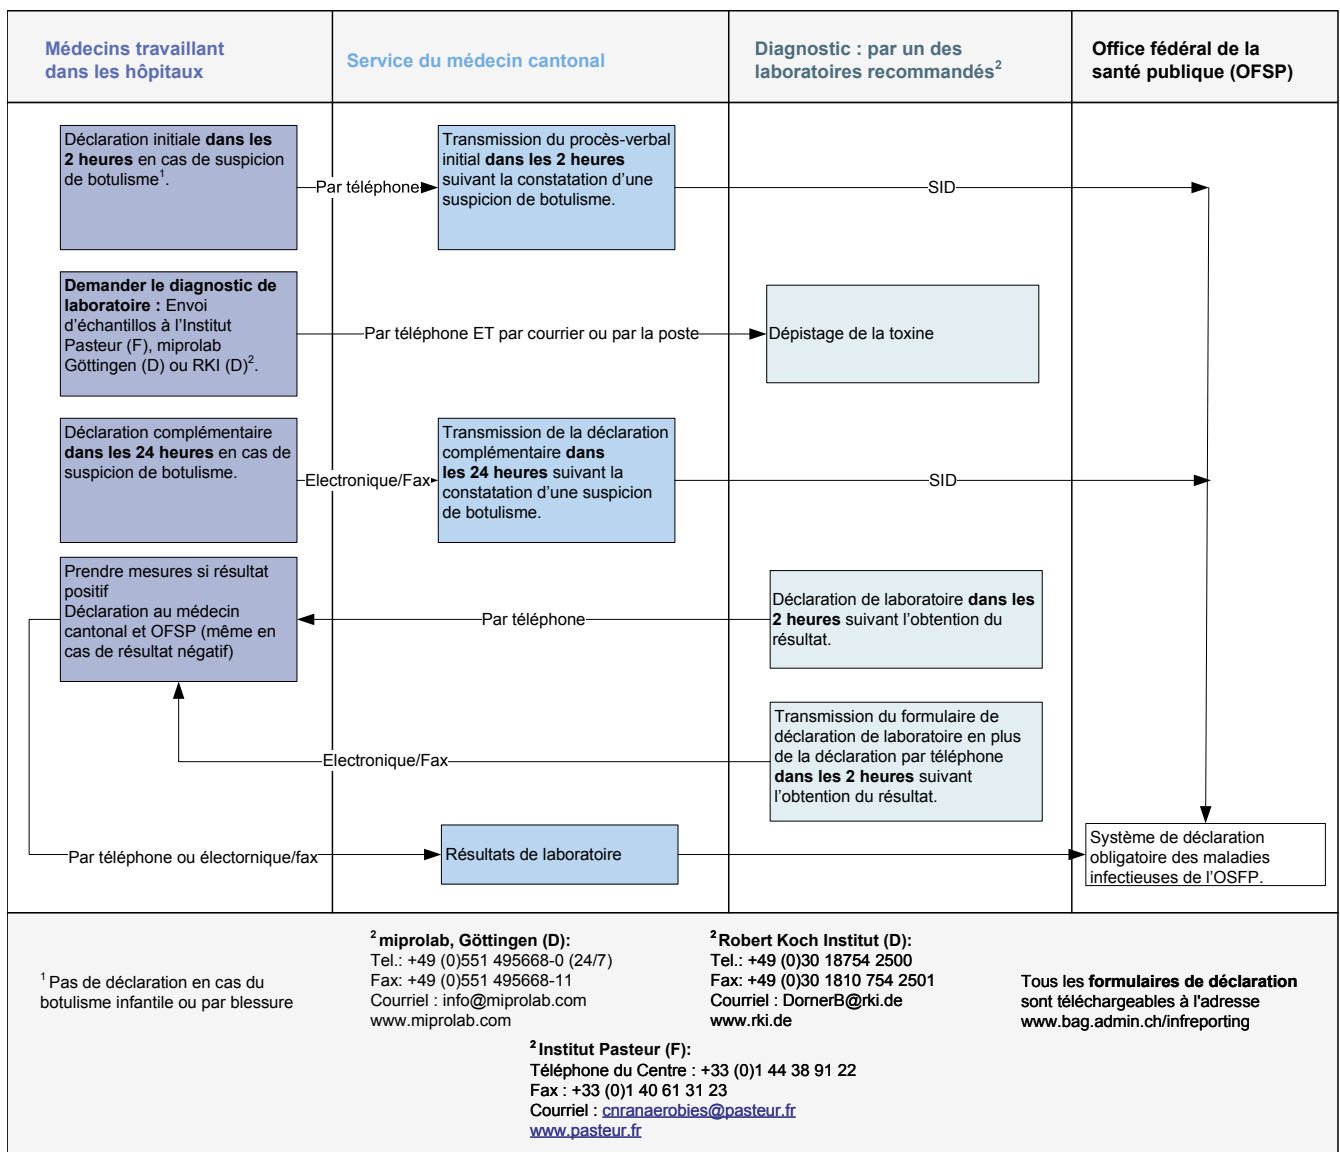 Médecins travaillant
dans les hôpitaux
Service du médecin cantonal
Diagnostic : par un des
laboratoires recommandés2
Office fédéral de la
santé publique (OFSP)
Déclaration initiale dans les
2 heures en cas de suspicion
de botulisme1.
Par téléphone
Transmission du procès-verbal
initial dans les 2 heures
suivant la constatation d’une
suspicion de botulisme.
SID
Demander le diagnostic de
laboratoire : Envoi
d’échantillos à l’Institut
Pasteur (F), miprolab
Göttingen (D) ou RKI (D)2.
Par téléphone ET par courrier ou par la poste
Dépistage de la toxine
Déclaration complémentaire
dans les 24 heures en cas de
suspicion de botulisme.
Electronique/Fax
Transmission de la déclaration
complémentaire dans
les 24 heures suivant la
constatation d’une suspicion
de botulisme.
SID
Prendre mesures si résultat
positif
Déclaration au médecin
cantonal et OFSP (même en
cas de résultat négatif)
Par téléphone
Déclaration de laboratoire dans les
2 heures suivant l’obtention du
résultat.
Electronique/Fax
Transmission du formulaire de
déclaration de laboratoire en plus
de la déclaration par téléphone
dans les 2 heures suivant
l’obtention du résultat.
Par téléphone ou électornique/fax
Résultats de laboratoire
Système de déclaration
obligatoire des maladies
infectieuses de l’OSFP.
1 Pas de déclaration en cas du
botulisme infantile ou par blessure
2 miprolab, Göttingen (D):
Tel.: +49 (0)551 495668-0 (24/7)
Fax: +49 (0)551 495668-11
Courriel : info@miprolab.com
www.miprolab.com
2 Robert Koch Institut (D):
Tel.: +49 (0)30 18754 2500
Fax: +49 (0)30 1810 754 2501
Courriel : DornerB@rki.de
www.rki.de
Tous les formulaires de déclaration
sont téléchargeables à l'adresse
www.bag.admin.ch/infreporting
2 Institut Pasteur (F):
Téléphone du Centre : +33 (0)1 44 38 91 22
Fax : +33 (0)1 40 61 31 23
Courriel : cnranaerobies@pasteur.fr
www.pasteur.fr